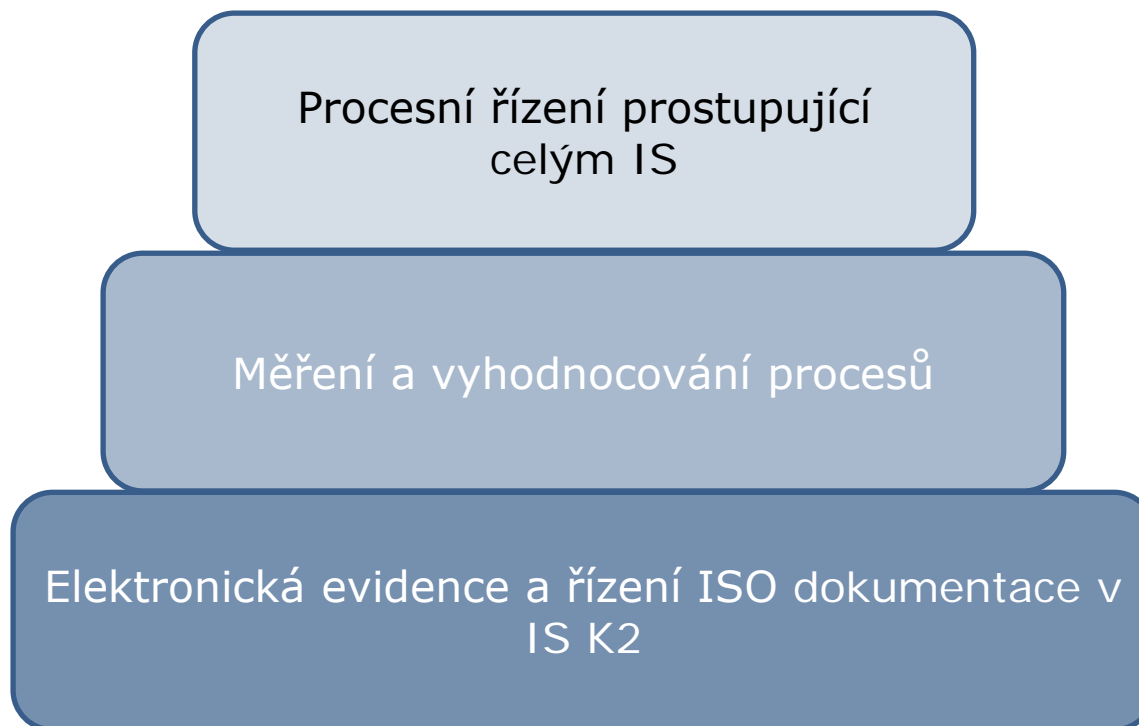 Procesní řízení prostupující
celým IS
Měření a vyhodnocování procesů
Elektronická evidence a řízení ISO dokumentace v
IS K2